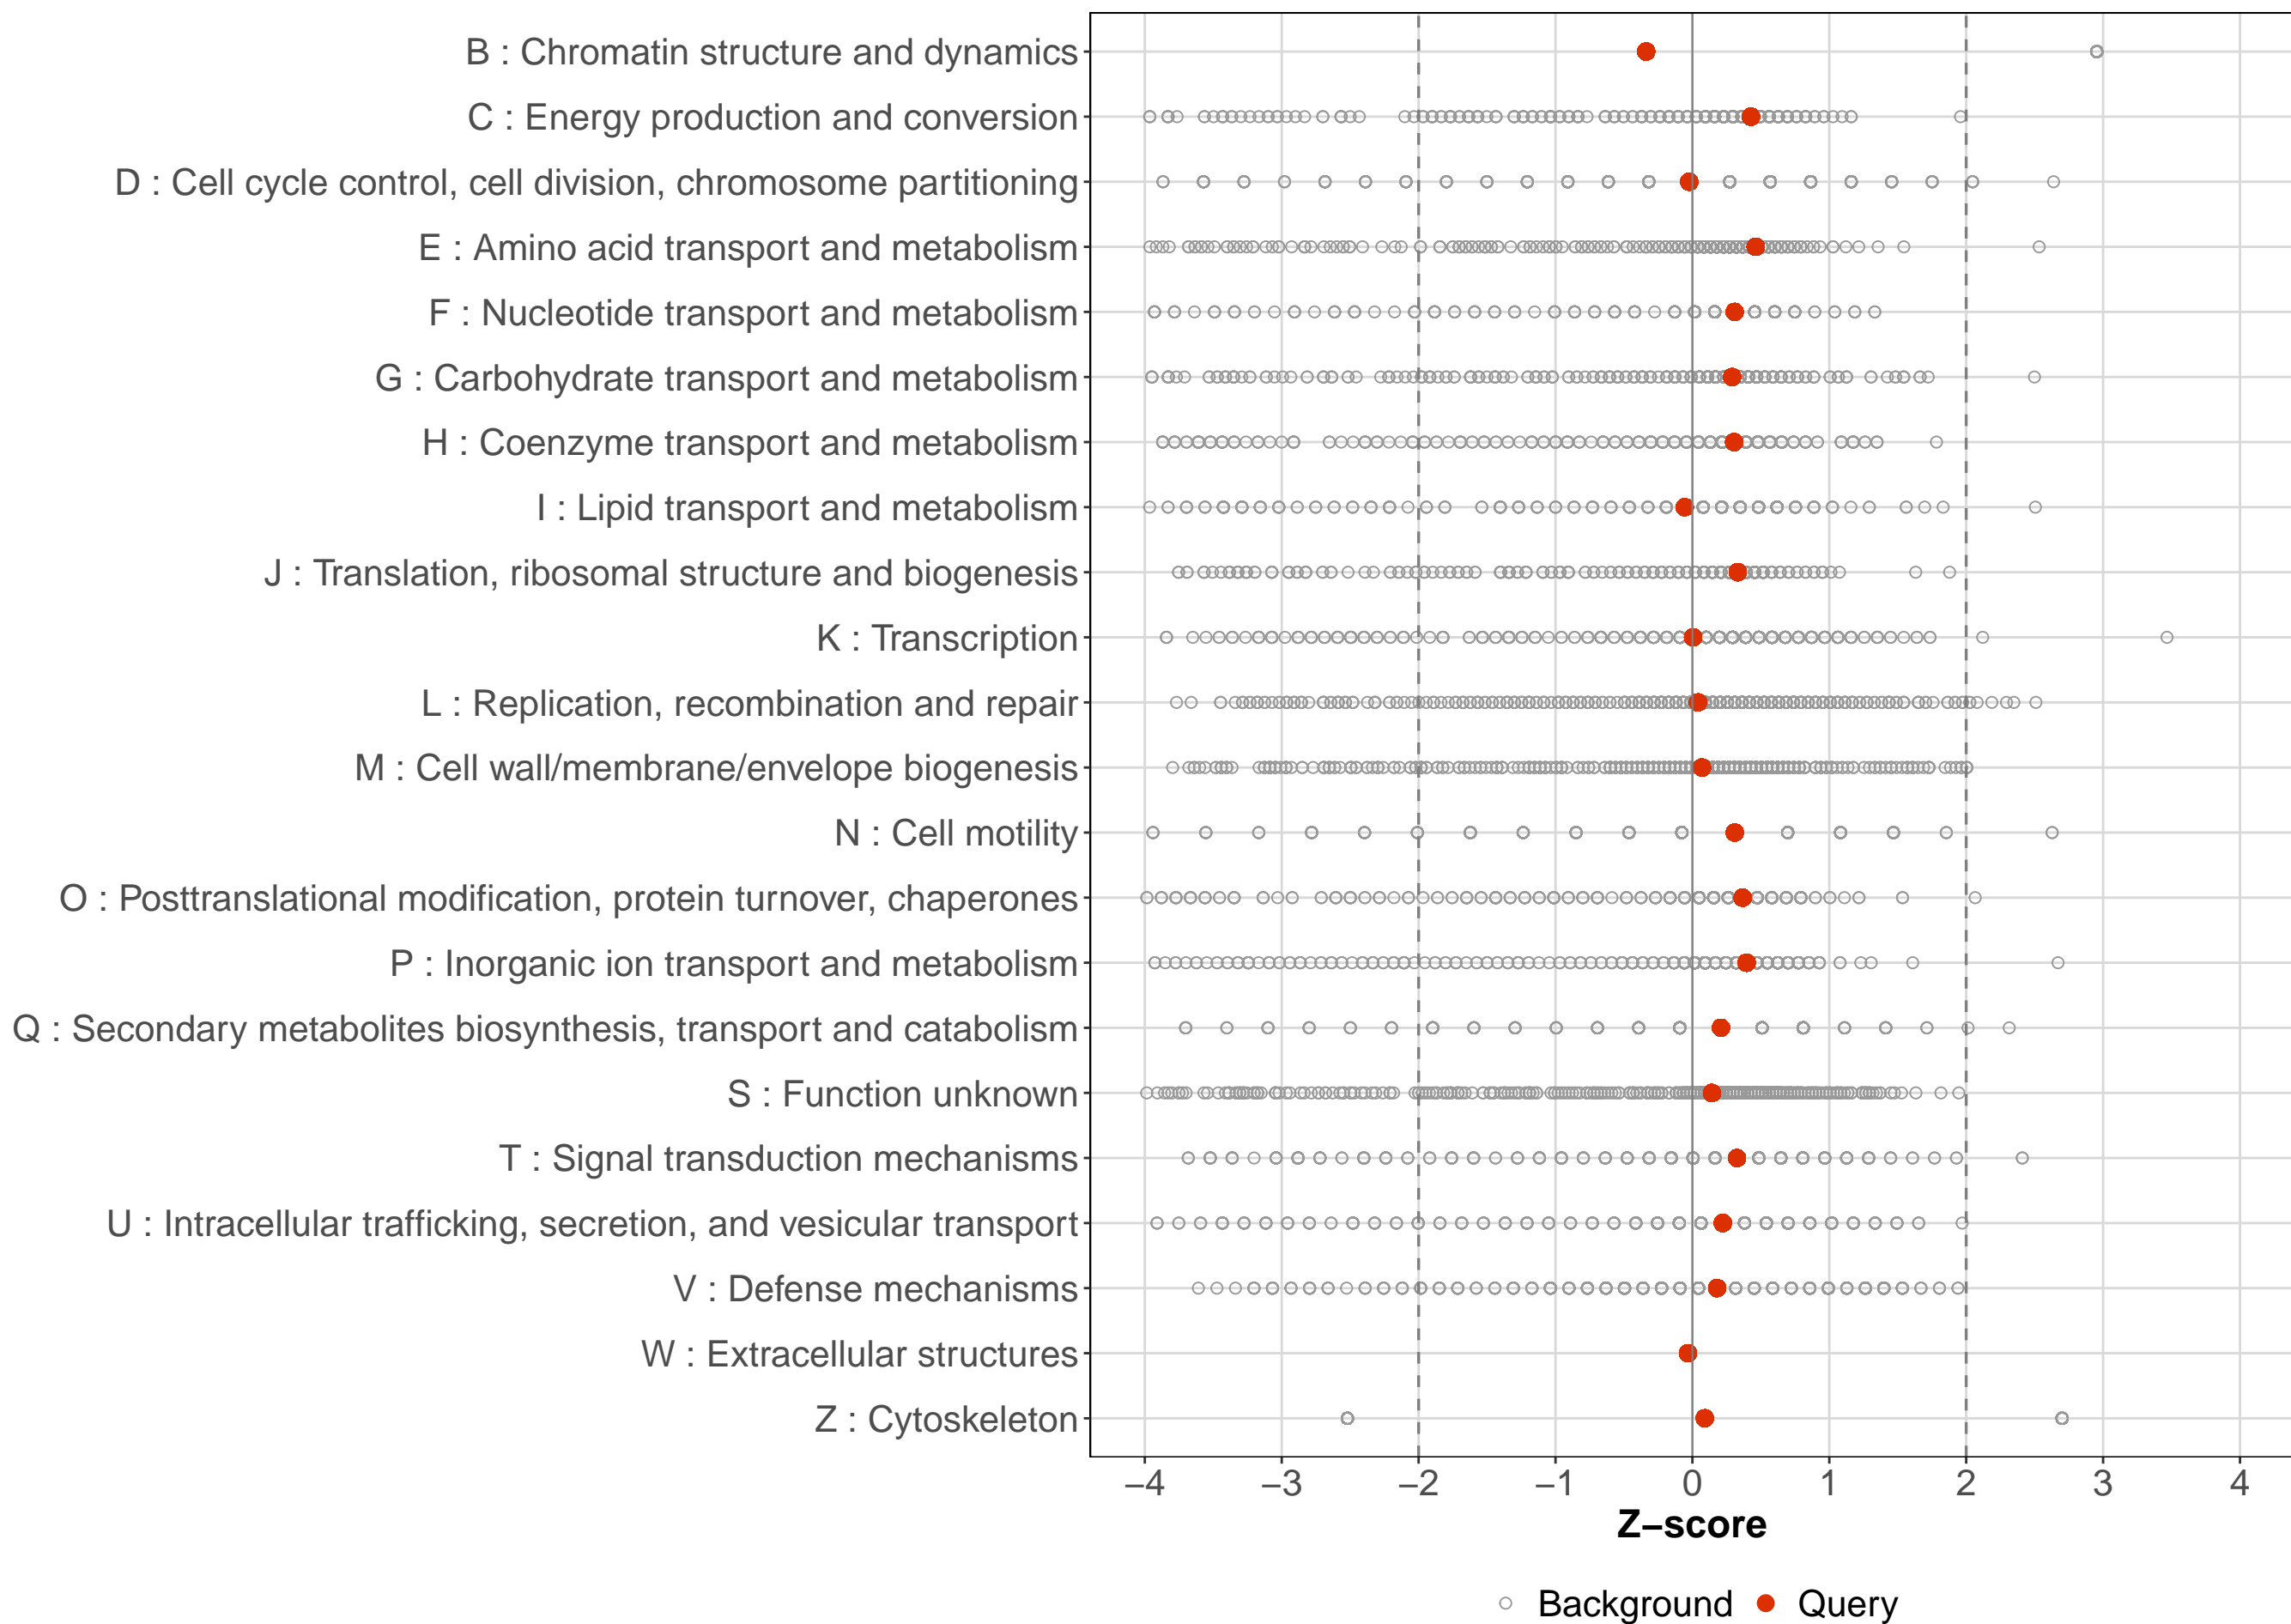 B : Chromatin structure and dynamics
C : Energy production and conversion
D : Cell cycle control, cell division, chromosome partitioning
E : Amino acid transport and metabolism
F : Nucleotide transport and metabolism
G : Carbohydrate transport and metabolism
H : Coenzyme transport and metabolism
I : Lipid transport and metabolism
J : Translation, ribosomal structure and biogenesis
K : Transcription
L : Replication, recombination and repair
M : Cell wall/membrane/envelope biogenesis
N : Cell motility
O : Posttranslational modification, protein turnover, chaperones
P : Inorganic ion transport and metabolism
Q : Secondary metabolites biosynthesis, transport and catabolism
S : Function unknown
T : Signal transduction mechanisms
U : Intracellular trafficking, secretion, and vesicular transport
V : Defense mechanisms
W : Extracellular structures
Z : Cytoskeleton
−4 −3 −2 −1 0 1 2 3 4
Z−score
Background Query